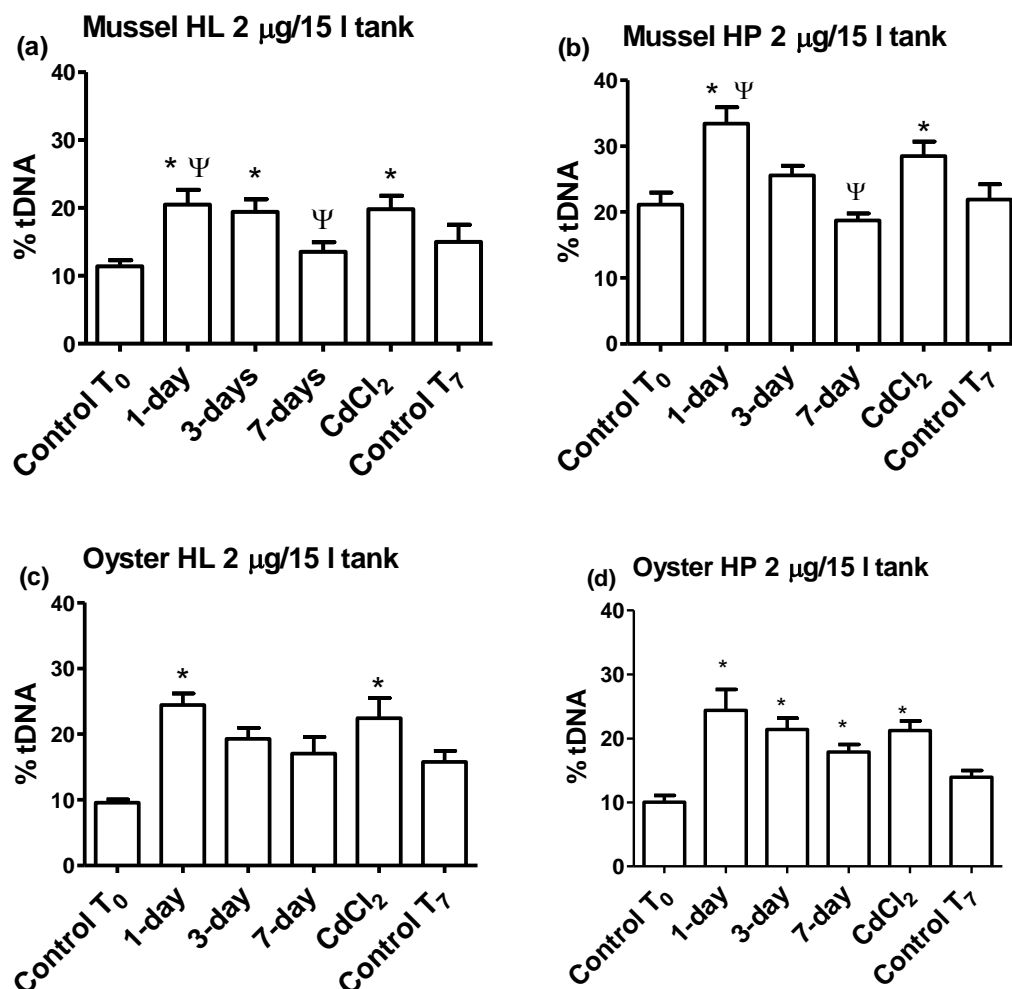 (a) Mussel HL 2 μg/15 l tank
% tDNA
40
30
20
10
0
* Ψ
*
Ψ
*
Control T₀
1-day
3-days
7-days
CdCl₂
Control T₇
(b) Mussel HP 2 μg/15 l tank
% tDNA
40
30
20
10
0
* Ψ
Ψ
*
Control T₀
1-day
3-day
7-day
CdCl₂
Control T₇
(c) Oyster HL 2 μg/15 l tank
% tDNA
40
30
20
10
0
*
*
Control T₀
1-day
3-day
7-day
CdCl₂
Control T₇
(d) Oyster HP 2 μg/15 l tank
% tDNA
40
30
20
10
0
*
*
*
*
Control T₀
1-day
3-day
7-day
CdCl₂
Control T₇